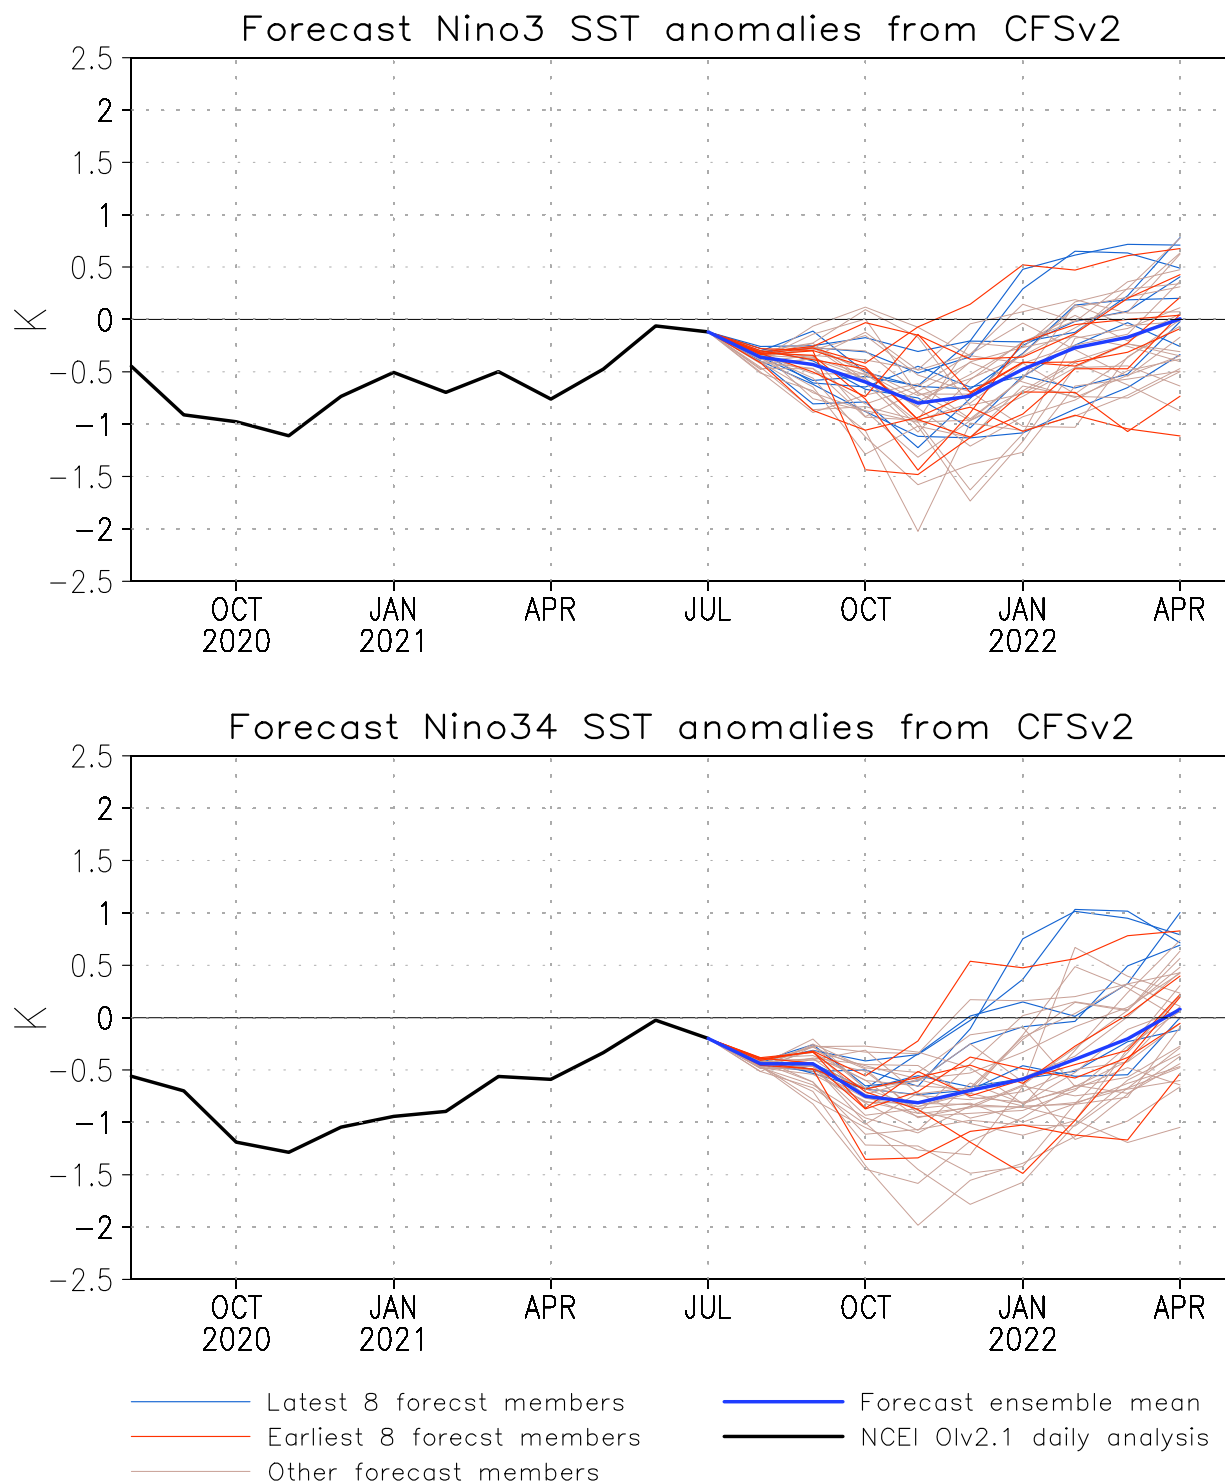 Forecast Nino3 SST anomalies from CFSv2
2.5
2
1.5
1
0.5
0
-0.5
-1
-1.5
-2
-2.5
K
OCT JAN APR JUL OCT JAN APR
2020 2021 2022
Forecast Nino34 SST anomalies from CFSv2
2.5
2
1.5
1
0.5
0
-0.5
-1
-1.5
-2
-2.5
K
OCT JAN APR JUL OCT JAN APR
2020 2021 2022
Latest 8 forecst members
Earliest 8 forecst members
Other forecast members
Forecast ensemble mean
NCEI OIv2.1 daily analysis